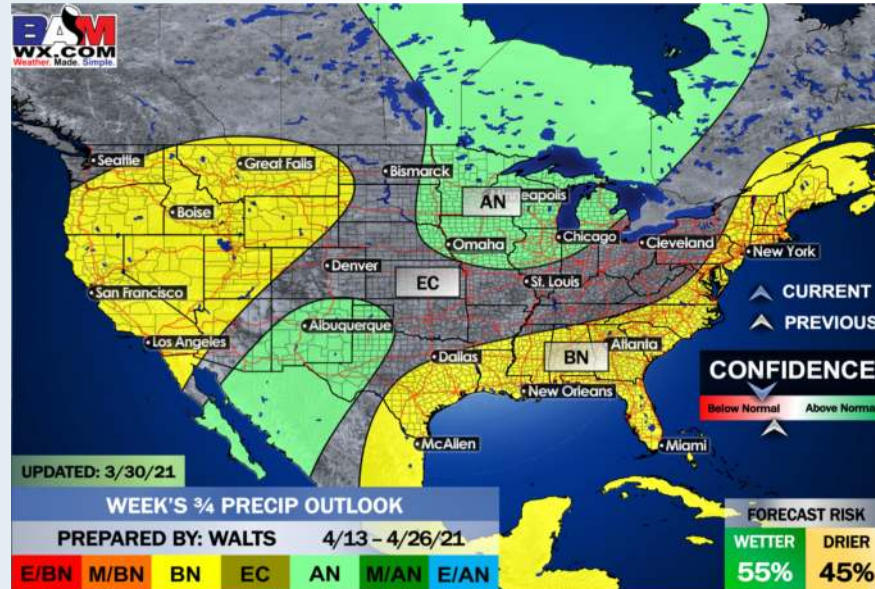 BAM
WX.COM
Weather. Made. Simple.
Seattle
Great Falls
Bismarck
AN
eapolis
Boise
Omaha
Chicago
Cleveland
New York
Denver
EC
St. Louis
San Francisco
CURRENT
Albuquerque
PREVIOUS
Los Angeles
Dallas
BN
Atlanta
CONFIDENCE
New Orleans
Below Normal
Above Norma
McAllen
Miami
UPDATED: 3/30/21
WEEK'S ¾ PRECIP OUTLOOK
PREPARED BY: WALTS 4/13 – 4/26/21
E/BN M/BN BN EC AN M/AN E/AN
FORECAST RISK
WETTER DRIER
55% 45%